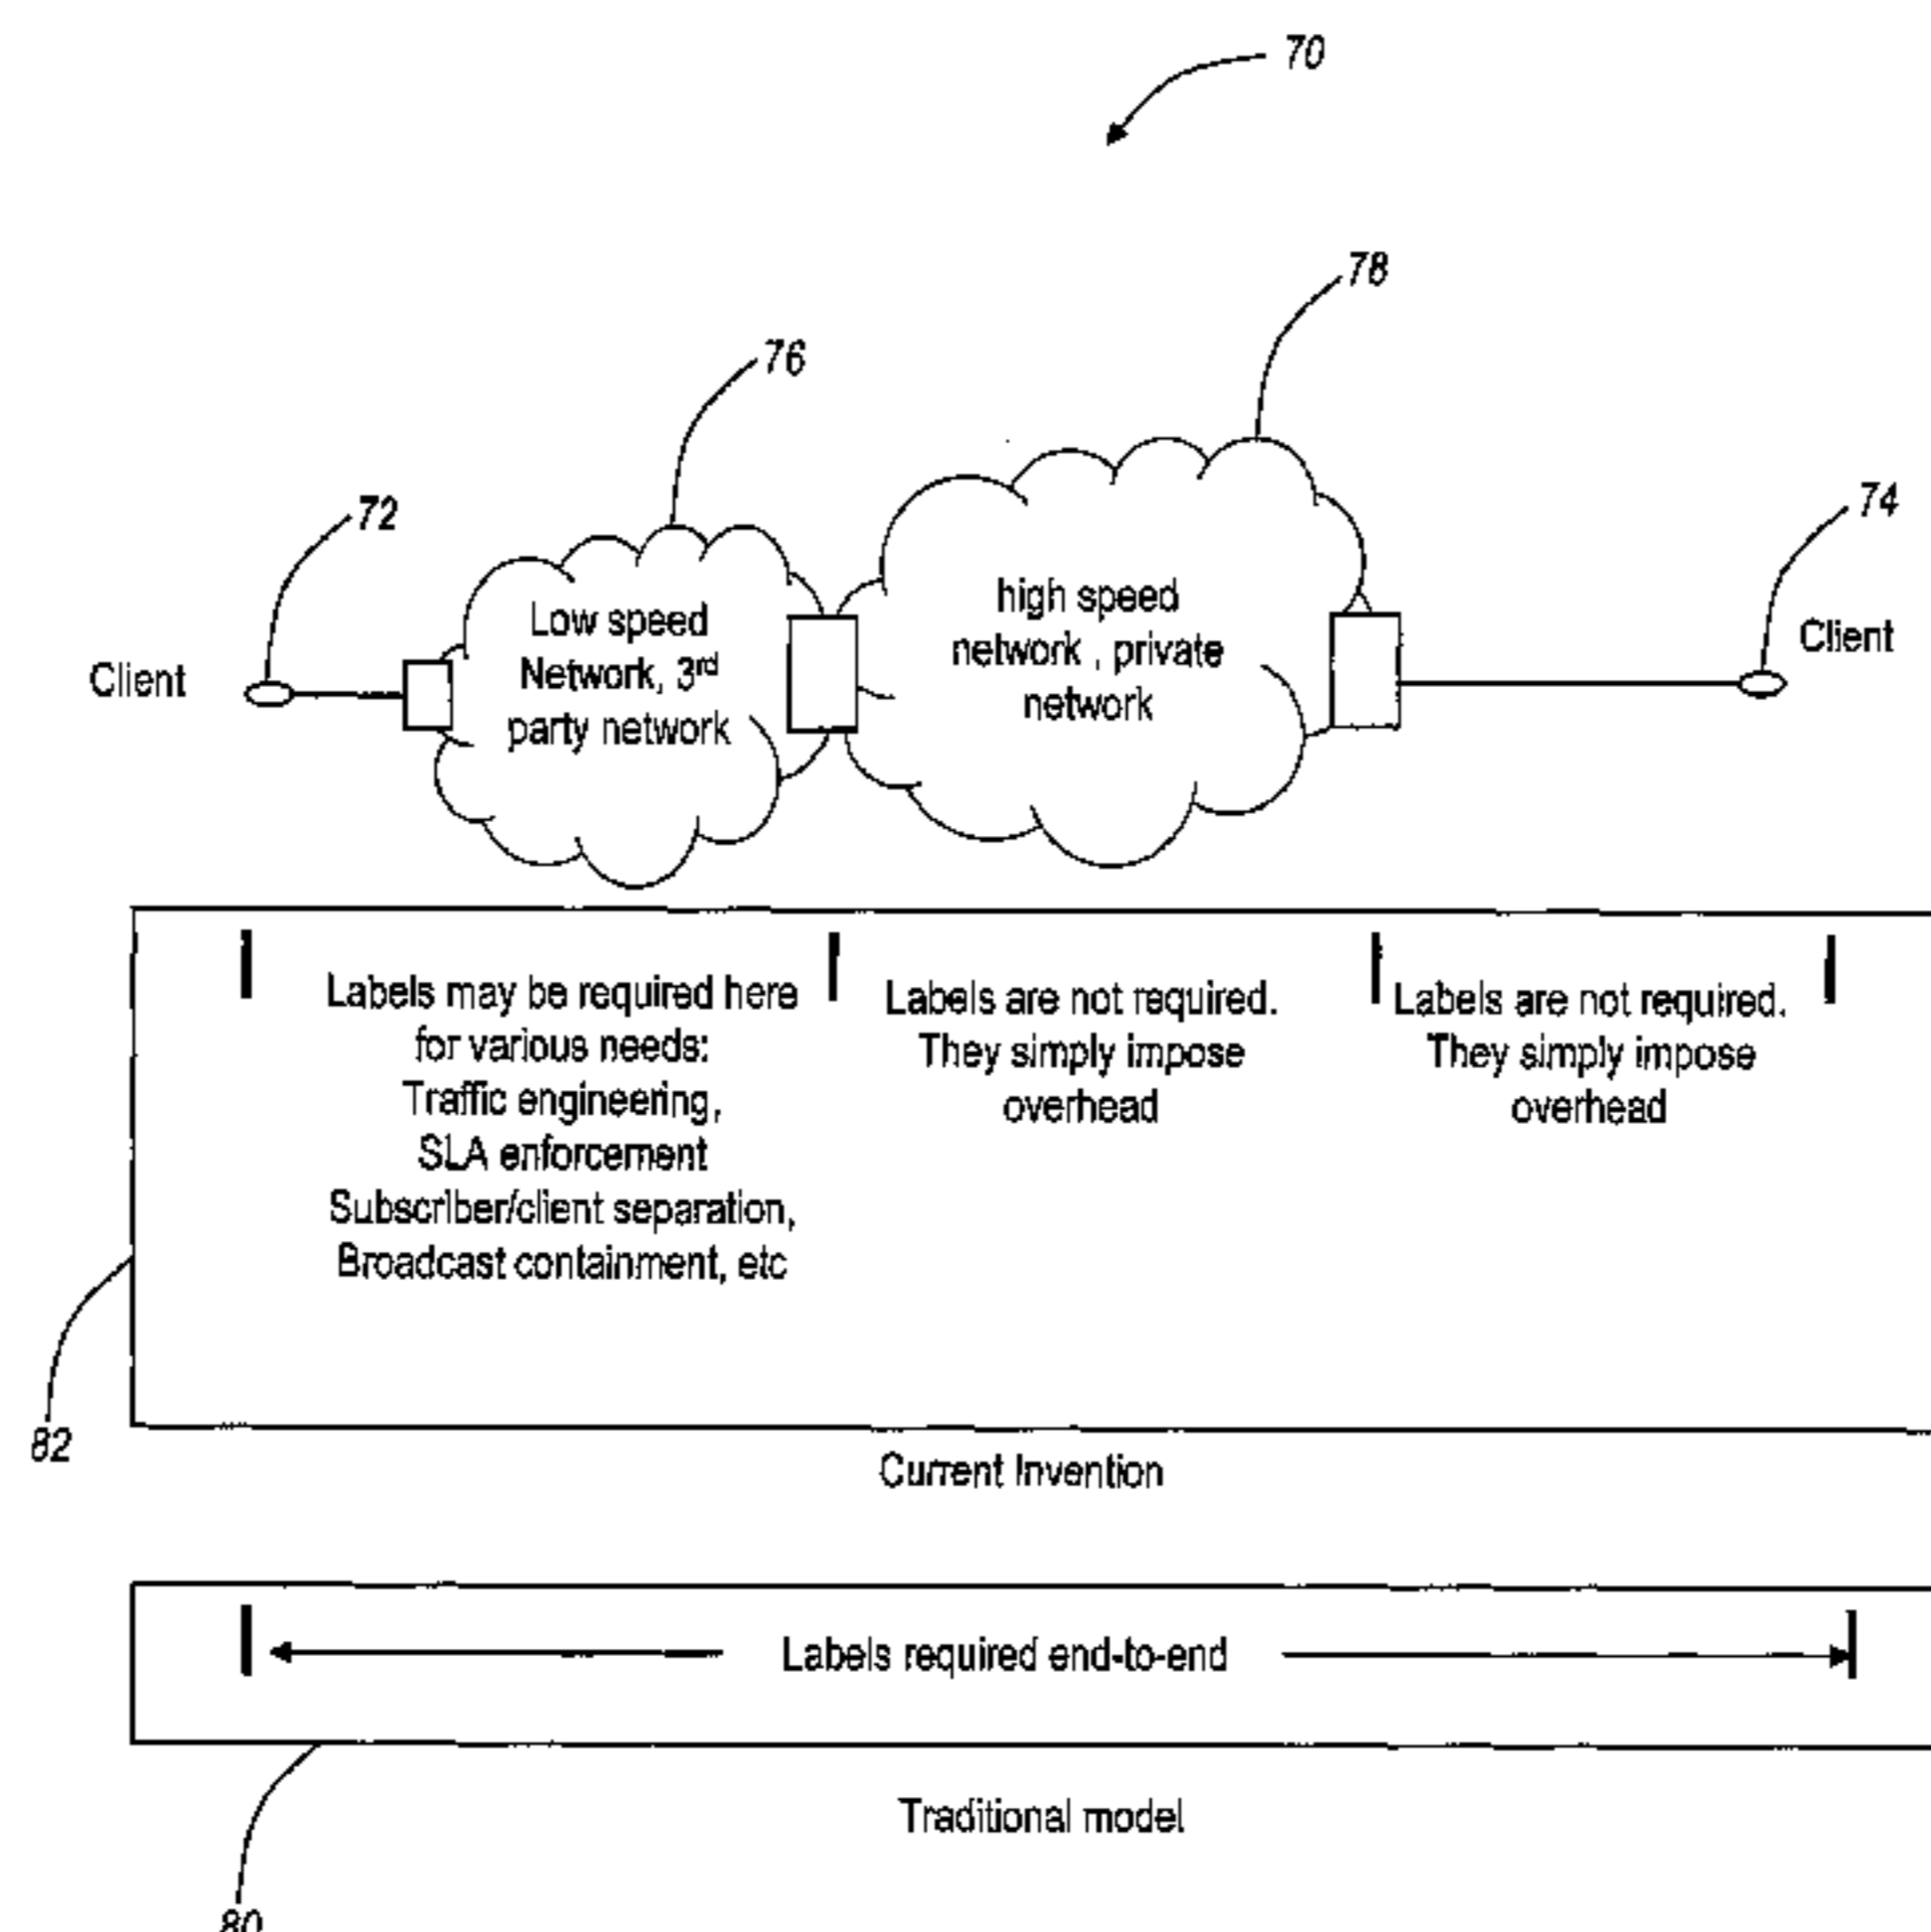 70
78
76
72
74
Low speed
Network, 3rd
party network
high speed
network , private
network
Client
Client
Labels may be required here
for various needs:
Traffic engineering,
SLA enforcement
Subscriber/client separation,
Broadcast containment, etc
Labels are not required.
They simply impose
overhead
Labels are not required.
They simply impose
overhead
82
Current Invention
Labels required end-to-end
Traditional model
80